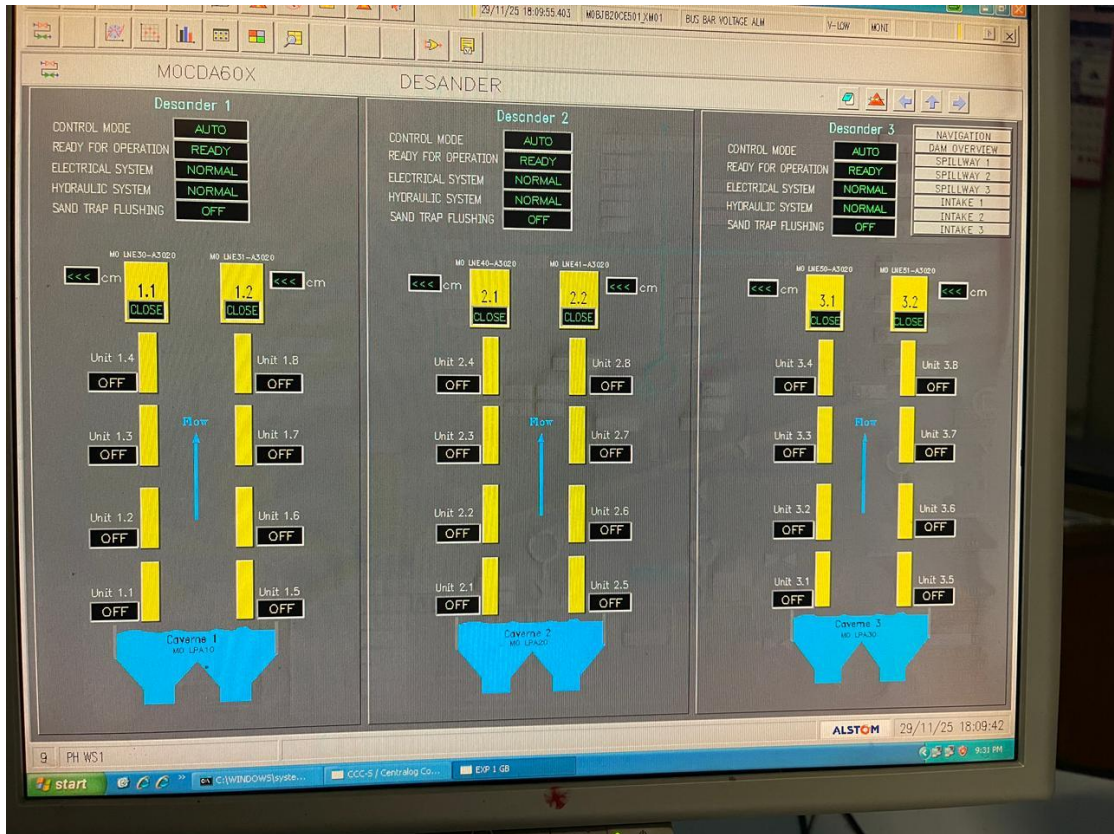 29/11/25 18:09:55.403 M0BJB20CE501_XM01 BUS BAR VOLTAGE ALM V-LOW MONI
M0CDA60X DESANDER
Desander 1
CONTROL MODE AUTO
READY FOR OPERATION READY
ELECTRICAL SYSTEM NORMAL
HYDRAULIC SYSTEM NORMAL
SAND TRAP FLUSHING OFF
M0 LNE30-A3020 M0 LNE31-A3020
<<< cm 1.1 1.2 <<< cm
CLOSE CLOSE
Unit 1.4 Unit 1.8
OFF OFF
Flow
Unit 1.3 Unit 1.7
OFF OFF
Unit 1.2 Unit 1.6
OFF OFF
Unit 1.1 Unit 1.5
OFF OFF
Caverne 1
M0 LPA10
Desander 2
CONTROL MODE AUTO
READY FOR OPERATION READY
ELECTRICAL SYSTEM NORMAL
HYDRAULIC SYSTEM NORMAL
SAND TRAP FLUSHING OFF
M0 LNE40-A3020 M0 LNE41-A3020
<<< cm 2.1 2.2 <<< cm
CLOSE CLOSE
Unit 2.4 Unit 2.8
OFF OFF
Flow
Unit 2.3 Unit 2.7
OFF OFF
Unit 2.2 Unit 2.6
OFF OFF
Unit 2.1 Unit 2.5
OFF OFF
Caverne 2
M0 LPA20
Desander 3
CONTROL MODE AUTO
READY FOR OPERATION READY
ELECTRICAL SYSTEM NORMAL
HYDRAULIC SYSTEM NORMAL
SAND TRAP FLUSHING OFF
NAVIGATION
DAM OVERVIEW
SPILLWAY 1
SPILLWAY 2
SPILLWAY 3
INTAKE 1
INTAKE 2
INTAKE 3
M0 LNE50-A3020 M0 LNE51-A3020
<<< cm 3.1 3.2 <<< cm
CLOSE CLOSE
Unit 3.4 Unit 3.8
OFF OFF
Flow
Unit 3.3 Unit 3.7
OFF OFF
Unit 3.2 Unit 3.6
OFF OFF
Unit 3.1 Unit 3.5
OFF OFF
Caverne 3
M0 LPA30
ALSTOM 29/11/25 18:09:42
9 PH WS1
start C:\WINDOWS\syste... CCC-S / Centralog Co... EXP 1 GB 9:31 PM